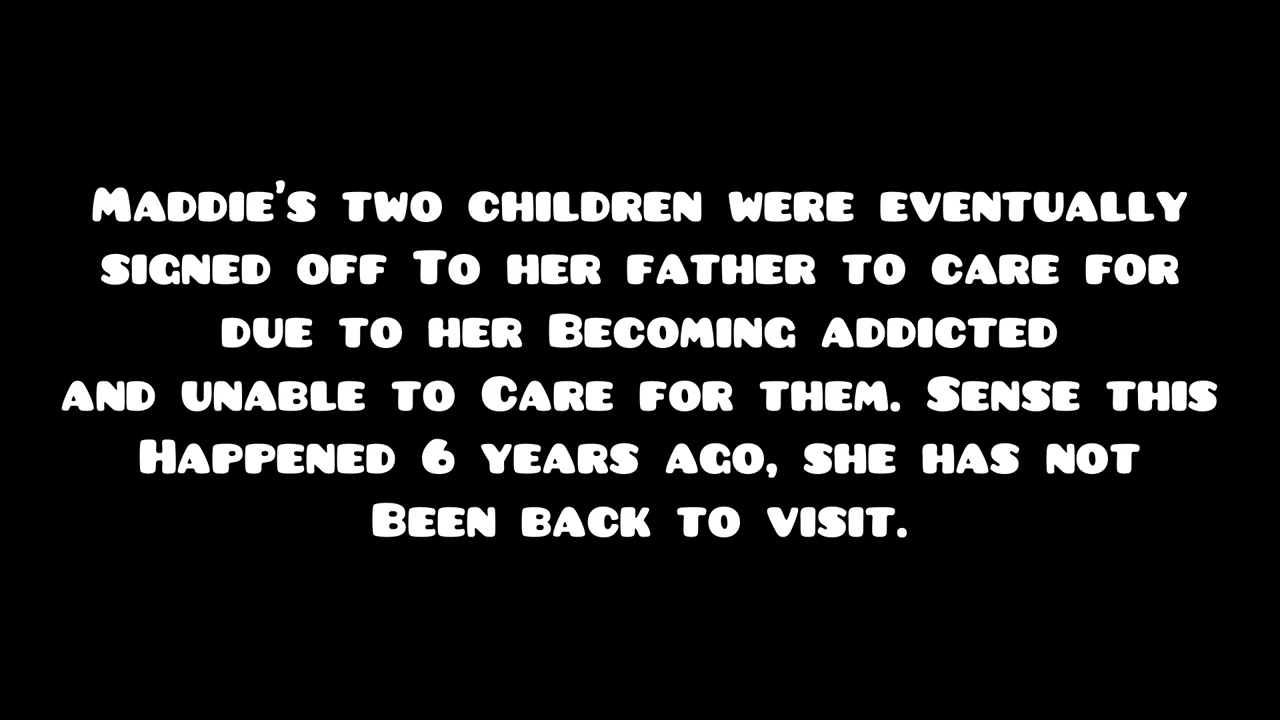 Maddie's two children were eventually
signed off To her father to care for
due to her Becoming addicted
and unable to Care for them. Sense this
Happened 6 years ago, she has not
Been back to visit.